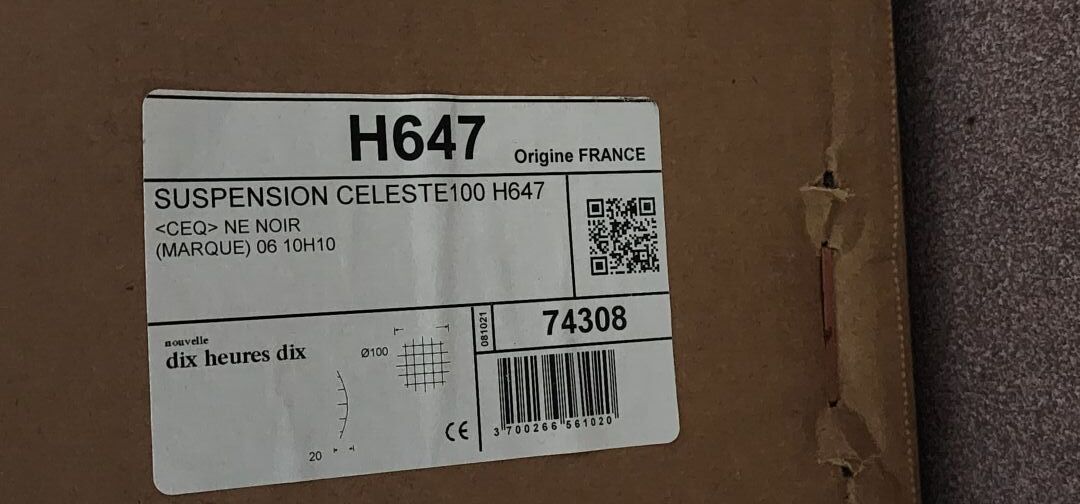 H647
Origine FRANCE
SUSPENSION CELESTE100 H647
<CEQ> NE NOIR
(MARQUE) 06 10H10
081021
74308
nouvelle
dix heures dix
Ø100
20
CE
3 700266 561020